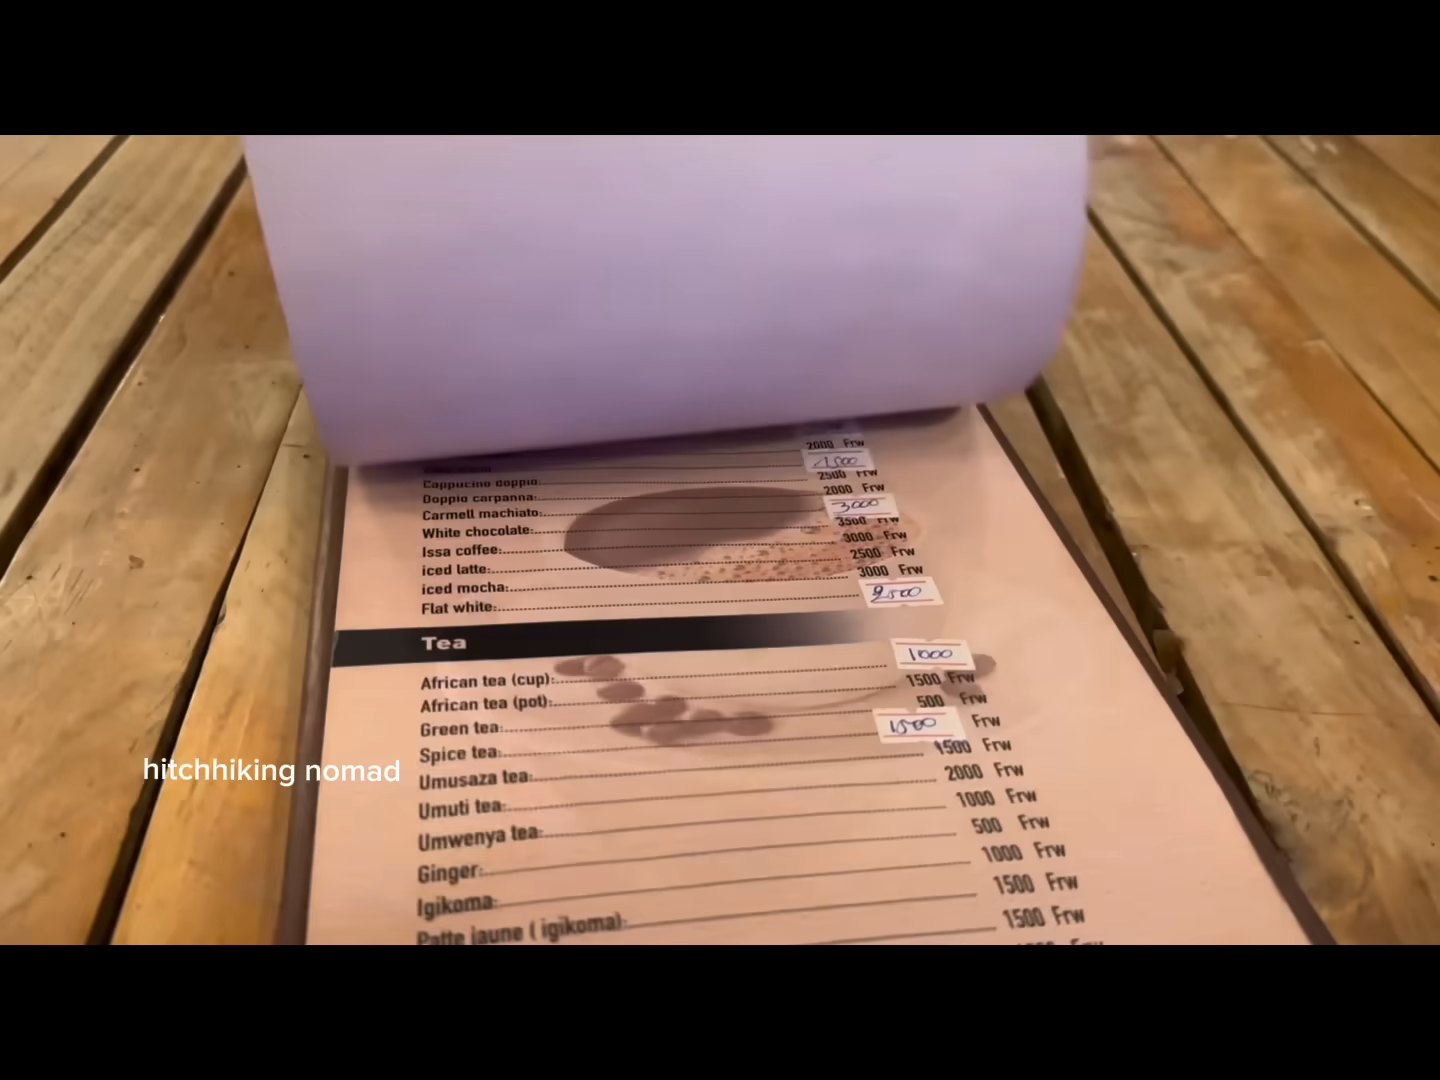 2000 Frw
1500
Cappucino doppio: 2500 Frw
Doppio carpanna: 2000 Frw
Carmell machiato: 3000
White chocolate: 3500 Frw
Issa coffee: 3000 Frw
iced latte: 2500 Frw
iced mocha: 3000 Frw
Flat white: 2500
Tea
African tea (cup): 1000
African tea (pot): 1500 Frw
Green tea: 500 Frw
Spice tea: 1500 Frw
Umusaza tea: 1500 Frw
Umuti tea: 2000 Frw
Umwenya tea: 1000 Frw
Ginger: 500 Frw
Igikoma: 1000 Frw
Patte jaune ( igikoma): 1500 Frw
1500 Frw
hitchhiking nomad